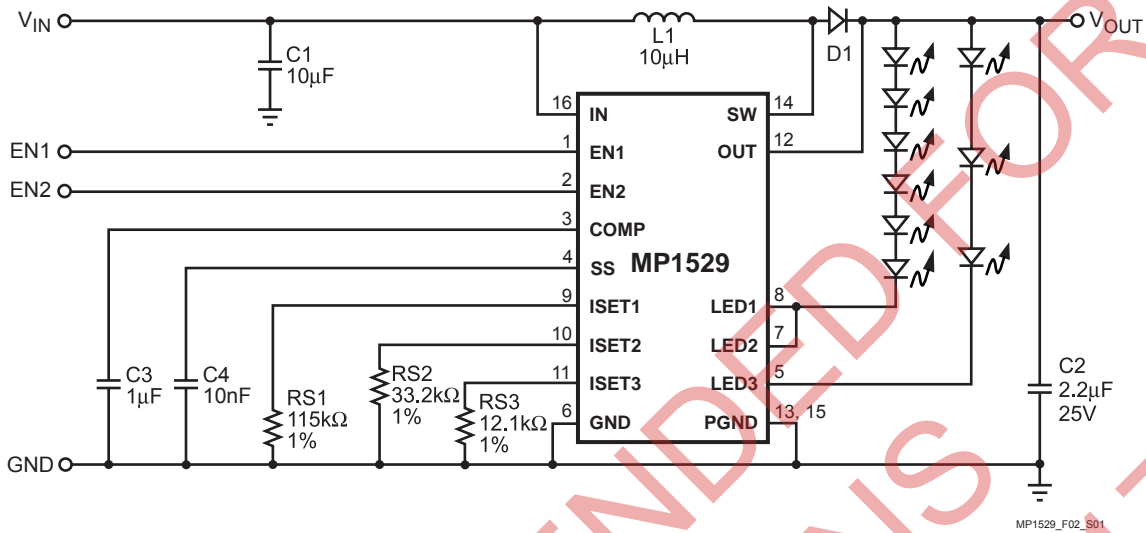 VIN
C1
10μF
L1
10μH
D1
VOUT
16 IN
SW 14
EN1
1 EN1
OUT 12
EN2
2 EN2
3 COMP
4 SS
MP1529
9 ISET1
LED1 8
10 ISET2
LED2 7
11 ISET3
LED3 5
6 GND
PGND 13, 15
C3
1μF
C4
10nF
RS1
115kΩ
1%
RS2
33.2kΩ
1%
RS3
12.1kΩ
1%
C2
2.2μF
25V
GND
MP1529_F02_S01
NDED FOR